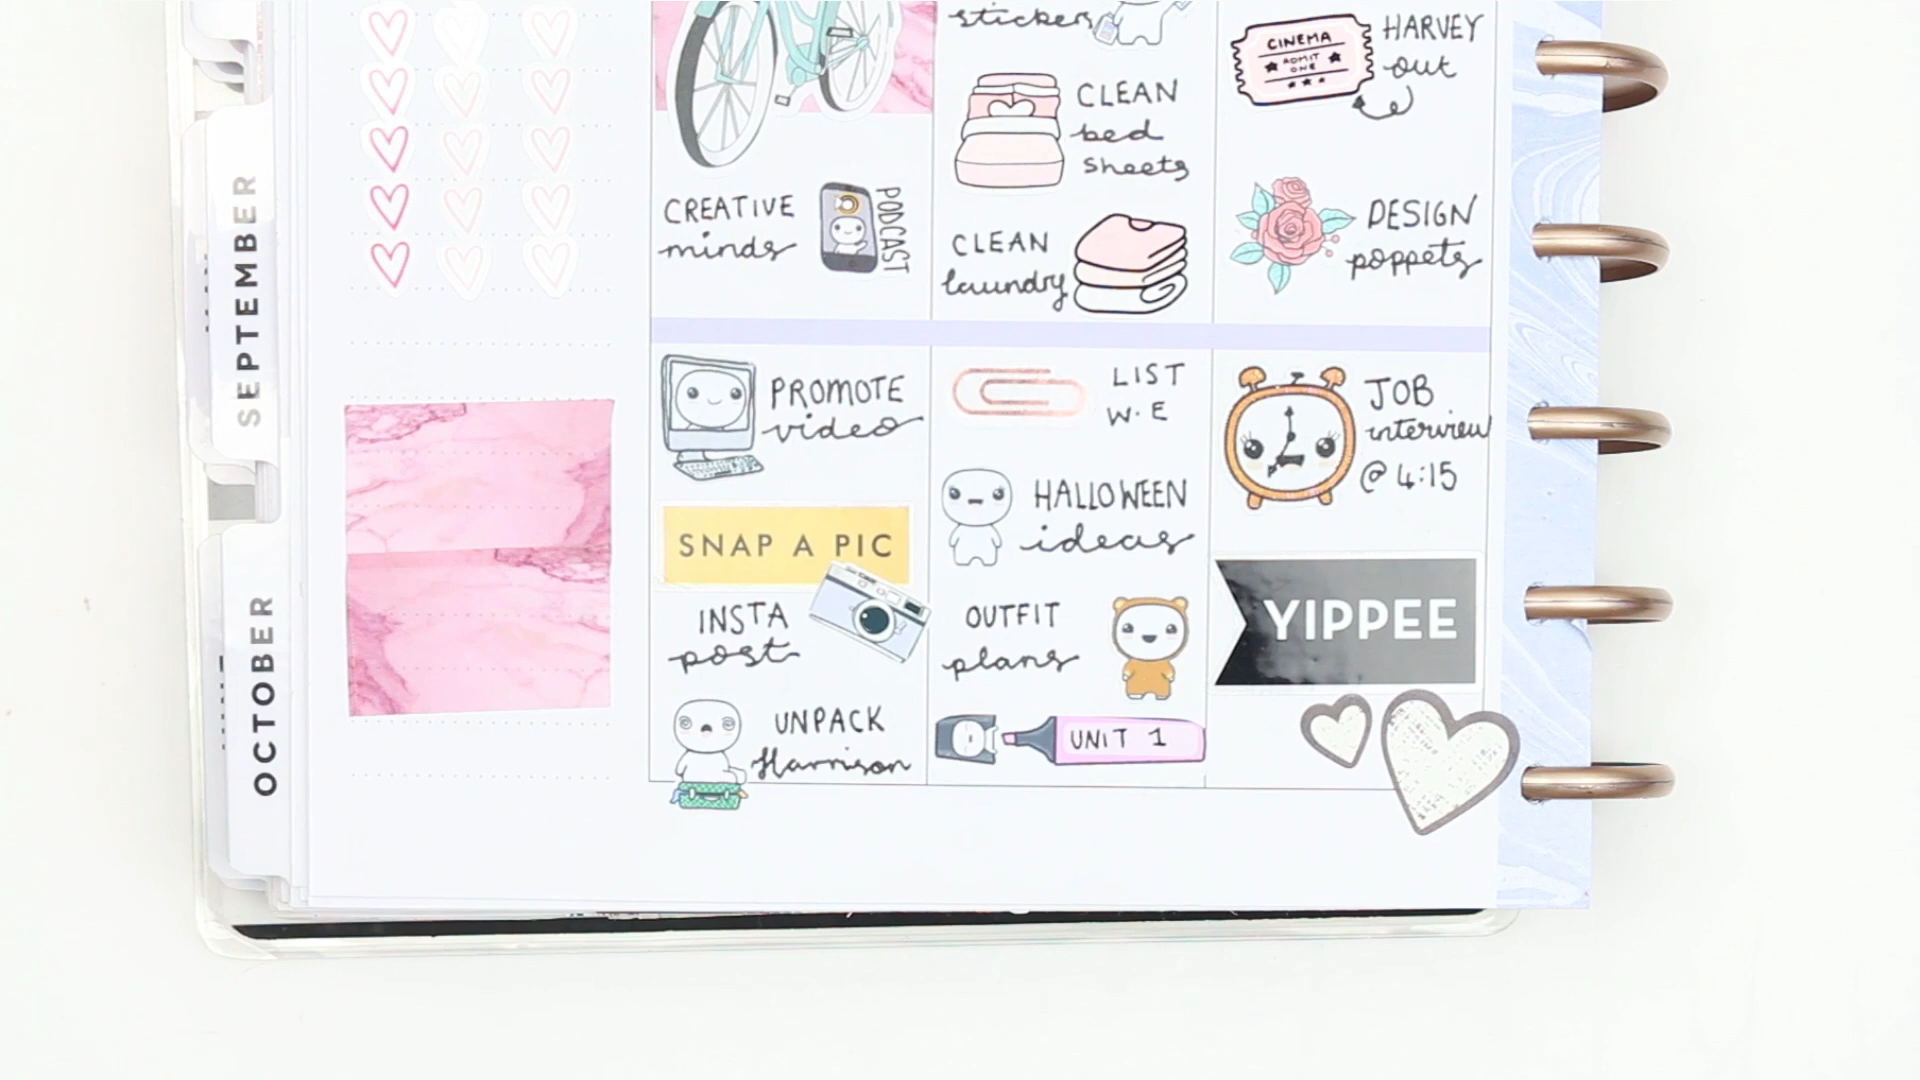 SEPTEMBER
OCTOBER
CREATIVE
minds
PODCAST
PROMOTE
video
SNAP A PIC
INSTA
post
UNPACK
Harrison
stickers
CLEAN
bed
sheets
CLEAN
laundry
LIST
W.E
HALLOWEEN
ideas
OUTFIT
plans
UNIT 1
CINEMA
ADMIT
ONE
HARVEY
out
DESIGN
poppets
JOB
interview
@ 4:15
YIPPEE